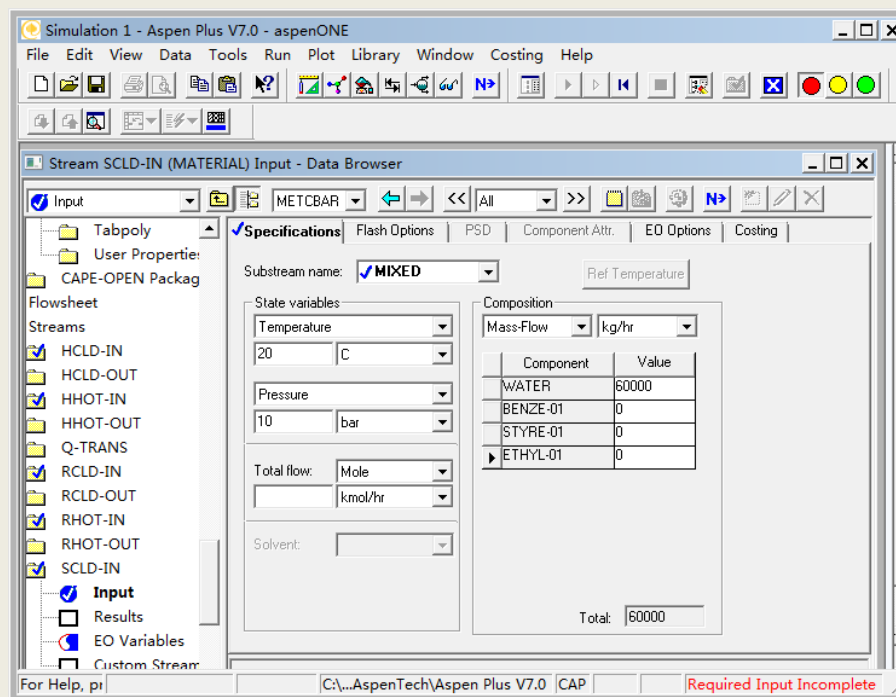 Simulation 1 - Aspen Plus V7.0 - aspenONE
File Edit View Data Tools Run Plot Library Window Costing Help
N>
Stream SCLD-IN (MATERIAL) Input - Data Browser
Input METCBAR << All >> N>
Tabpoly
User Propertie
CAPE-OPEN Packag
Flowsheet
Streams
HCLD-IN
HCLD-OUT
HHOT-IN
HHOT-OUT
Q-TRANS
RCLD-IN
RCLD-OUT
RHOT-IN
RHOT-OUT
SCLD-IN
Input
Results
EO Variables
Custom Stream
Specifications Flash Options PSD Component Attr. EO Options Costing
Substream name: MIXED Ref Temperature
State variables
Temperature
20 C
Pressure
10 bar
Total flow: Mole
kmol/hr
Solvent:
Composition
Mass-Flow kg/hr
Component Value
WATER 60000
BENZE-01 0
STYRE-01 0
ETHYL-01 0
Total: 60000
For Help, pr C:\...AspenTech\Aspen Plus V7.0 CAP Required Input Incomplete